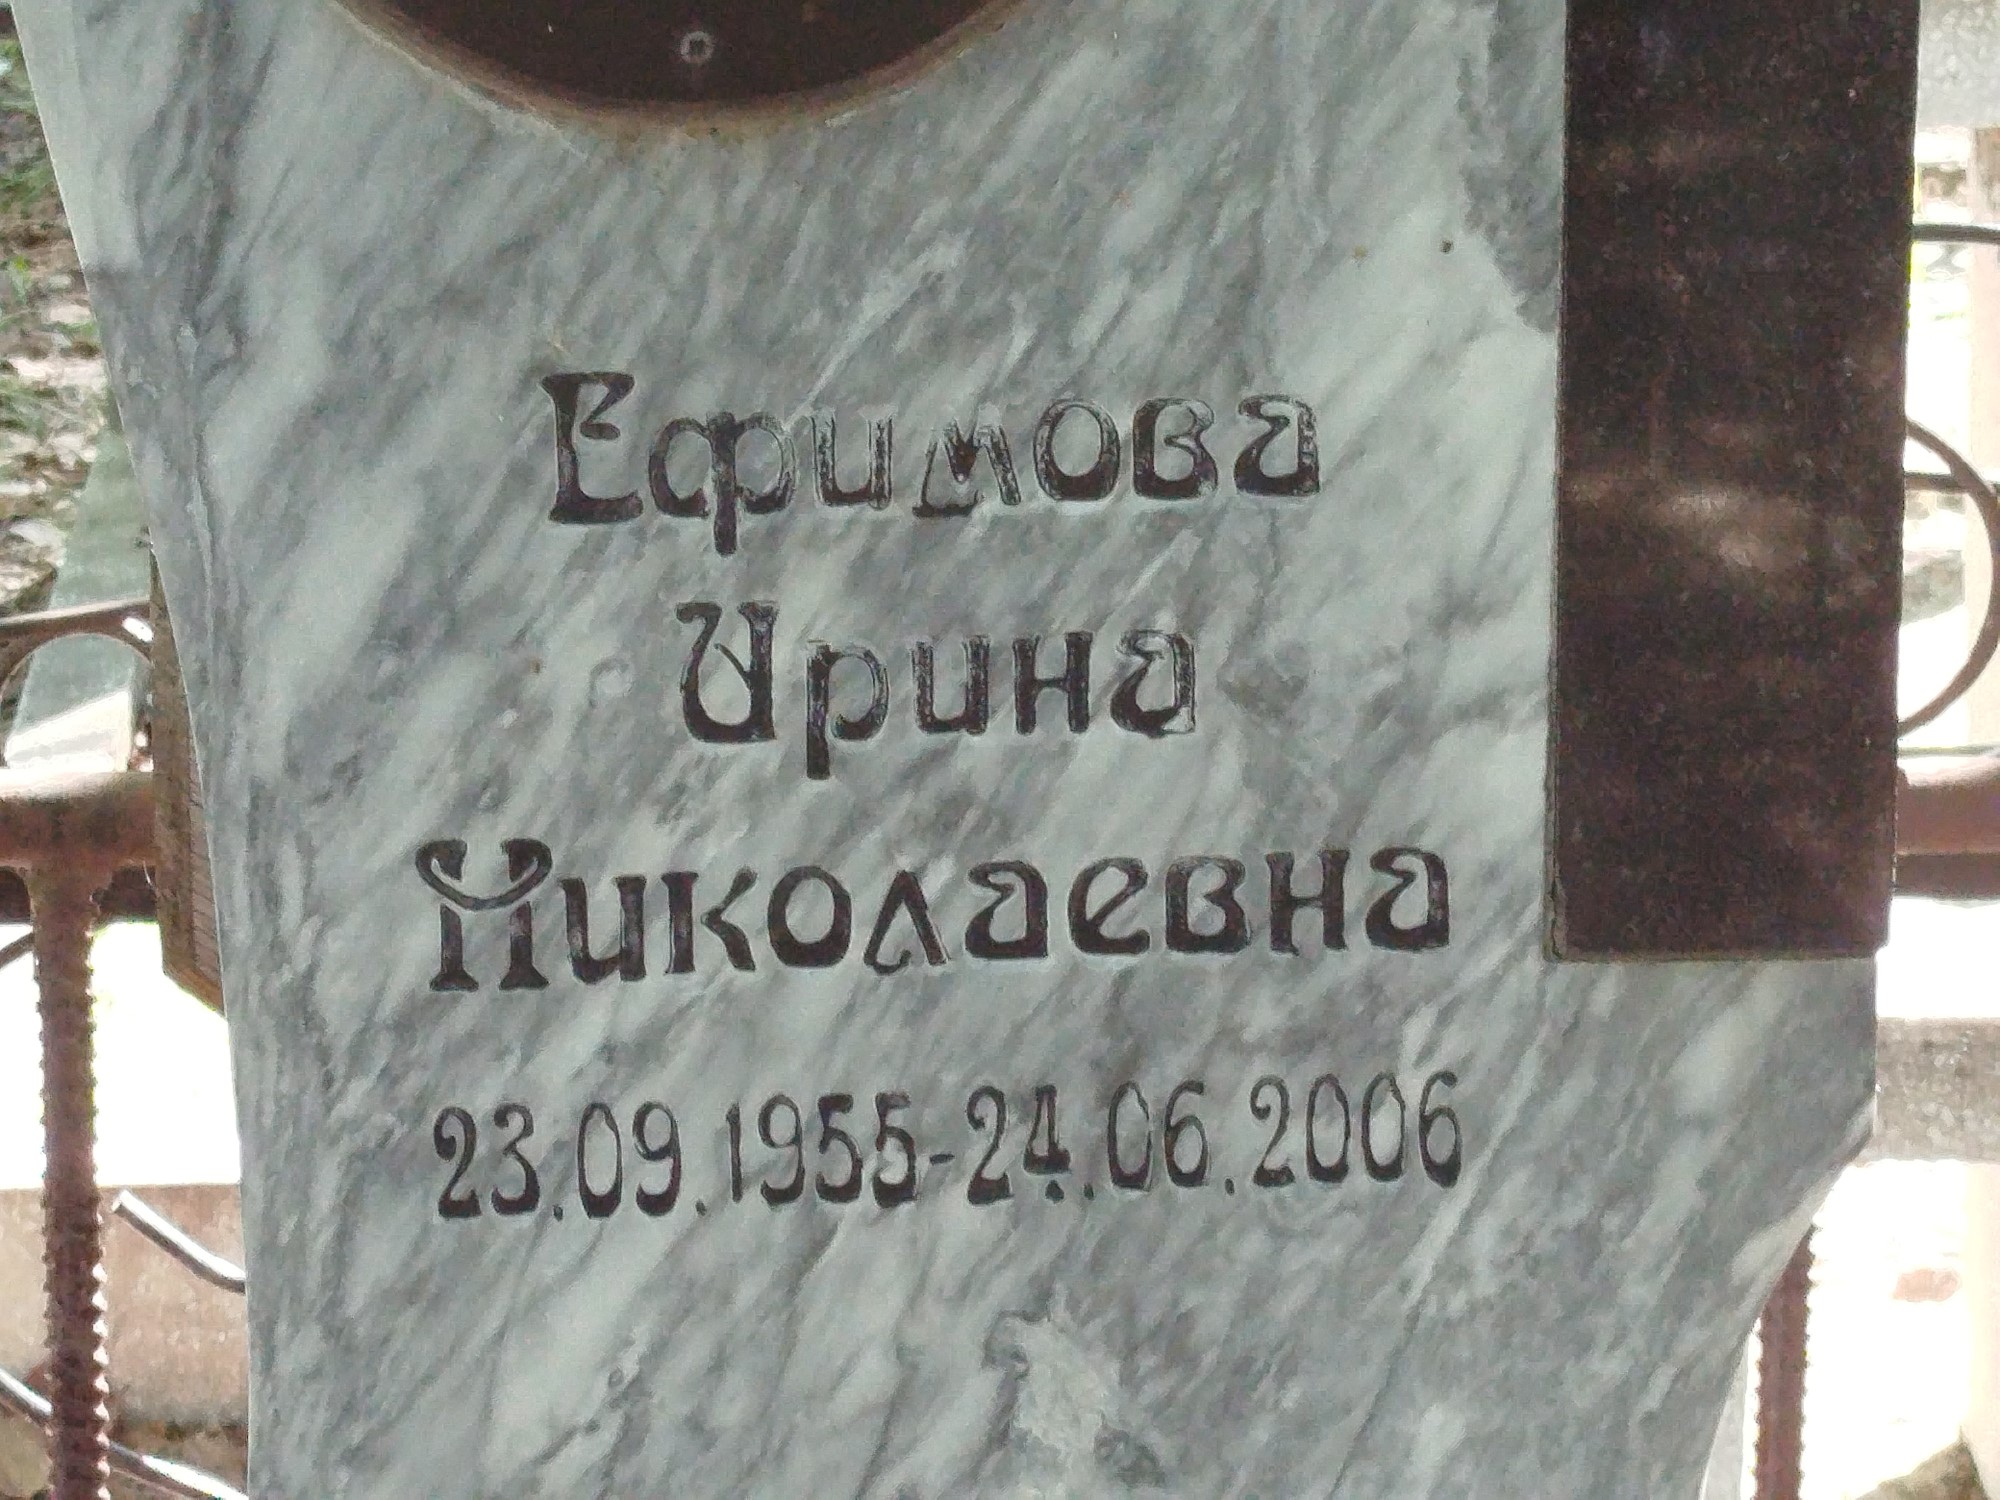 Ефимова
Ирина
Николаевна
23.09.1955-24.06.2006